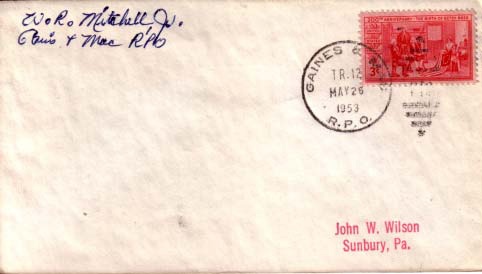 W. R. Mitchell Jr.
Gains & Mac RPO
GAINES &
TR. 12
MAY 26
1953
R.P.O.
200TH ANNIVERSARY · THE BIRTH OF BETSY ROSS
3¢
John W. Wilson
Sunbury, Pa.